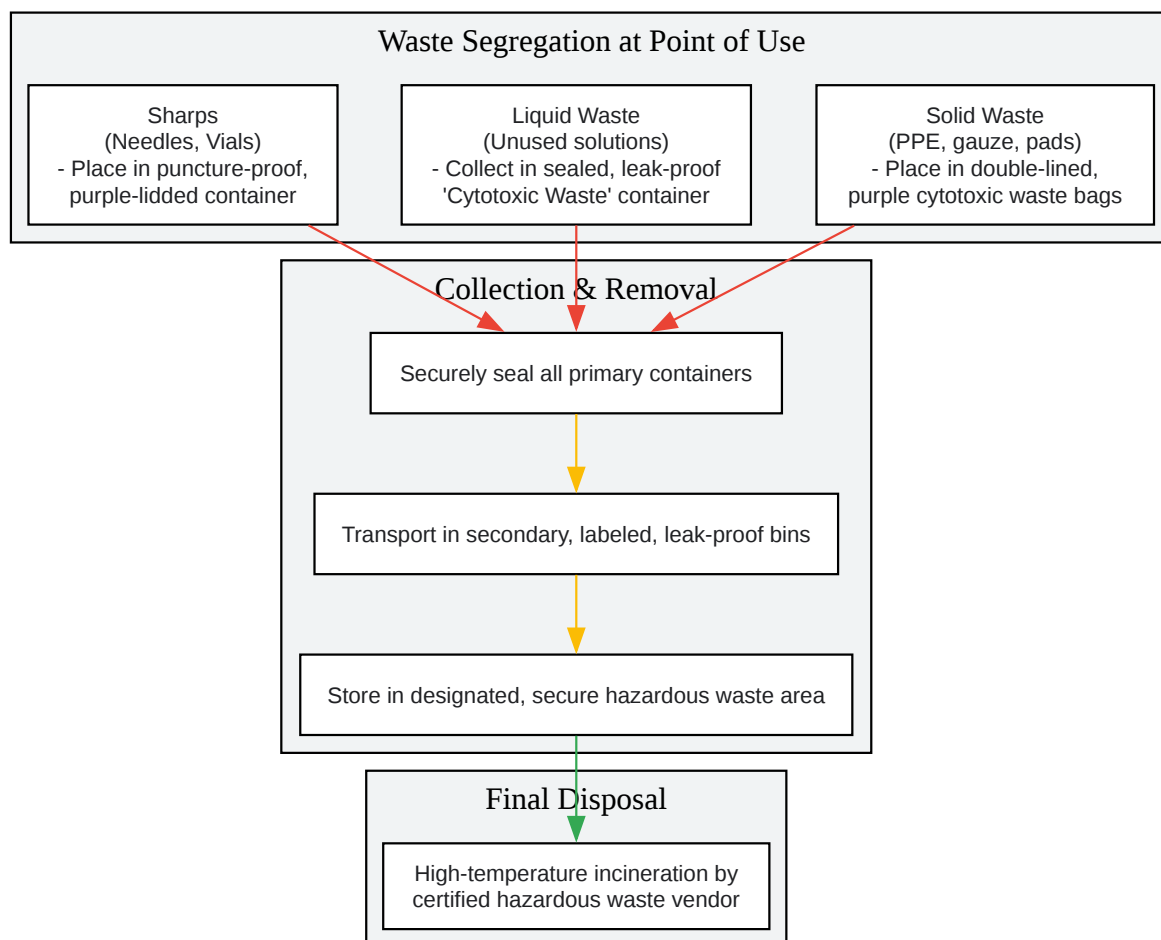 Waste Segregation at Point of Use
Sharps
(Needles, Vials)
- Place in puncture-proof,
purple-lidded container
Liquid Waste
(Unused solutions)
- Collect in sealed, leak-proof
'Cytotoxic Waste' container
Solid Waste
(PPE, gauze, pads)
- Place in double-lined,
purple cytotoxic waste bags
Collection & Removal
Securely seal all primary containers
Transport in secondary, labeled, leak-proof bins
Store in designated, secure hazardous waste area
Final Disposal
High-temperature incineration by
certified hazardous waste vendor